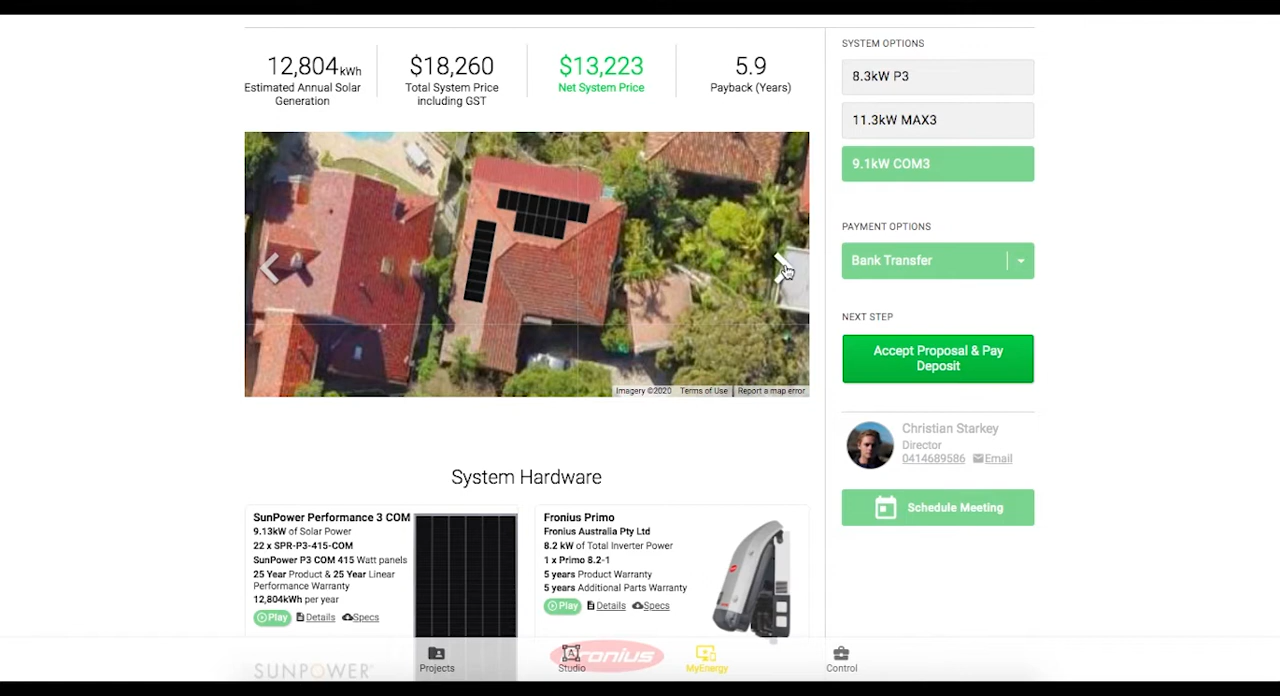 12,804 kWh
Estimated Annual Solar
Generation
$18,260
Total System Price
including GST
$13,223
Net System Price
5.9
Payback (Years)
Imagery ©2020
Terms of Use
Report a map error
System Hardware
SunPower Performance 3 COM
9.13kW of Solar Power
22 x SPR-P3-415-COM
SunPower P3 COM 415 Watt panels
25 Year Product & 25 Year Linear
Performance Warranty
12,804kWh per year
Play Details Specs
SUNPOWER
Fronius Primo
Fronius Australia Pty Ltd
8.2 kW of Total Inverter Power
1 x Primo 8.2-1
5 years Product Warranty
5 years Additional Parts Warranty
Play Details Specs
Fronius
SYSTEM OPTIONS
8.3kW P3
11.3kW MAX3
9.1kW COM3
PAYMENT OPTIONS
Bank Transfer
NEXT STEP
Accept Proposal & Pay
Deposit
Christian Starkey
Director
0414689586 Email
Schedule Meeting
Projects
Studio
MyEnergy
Control